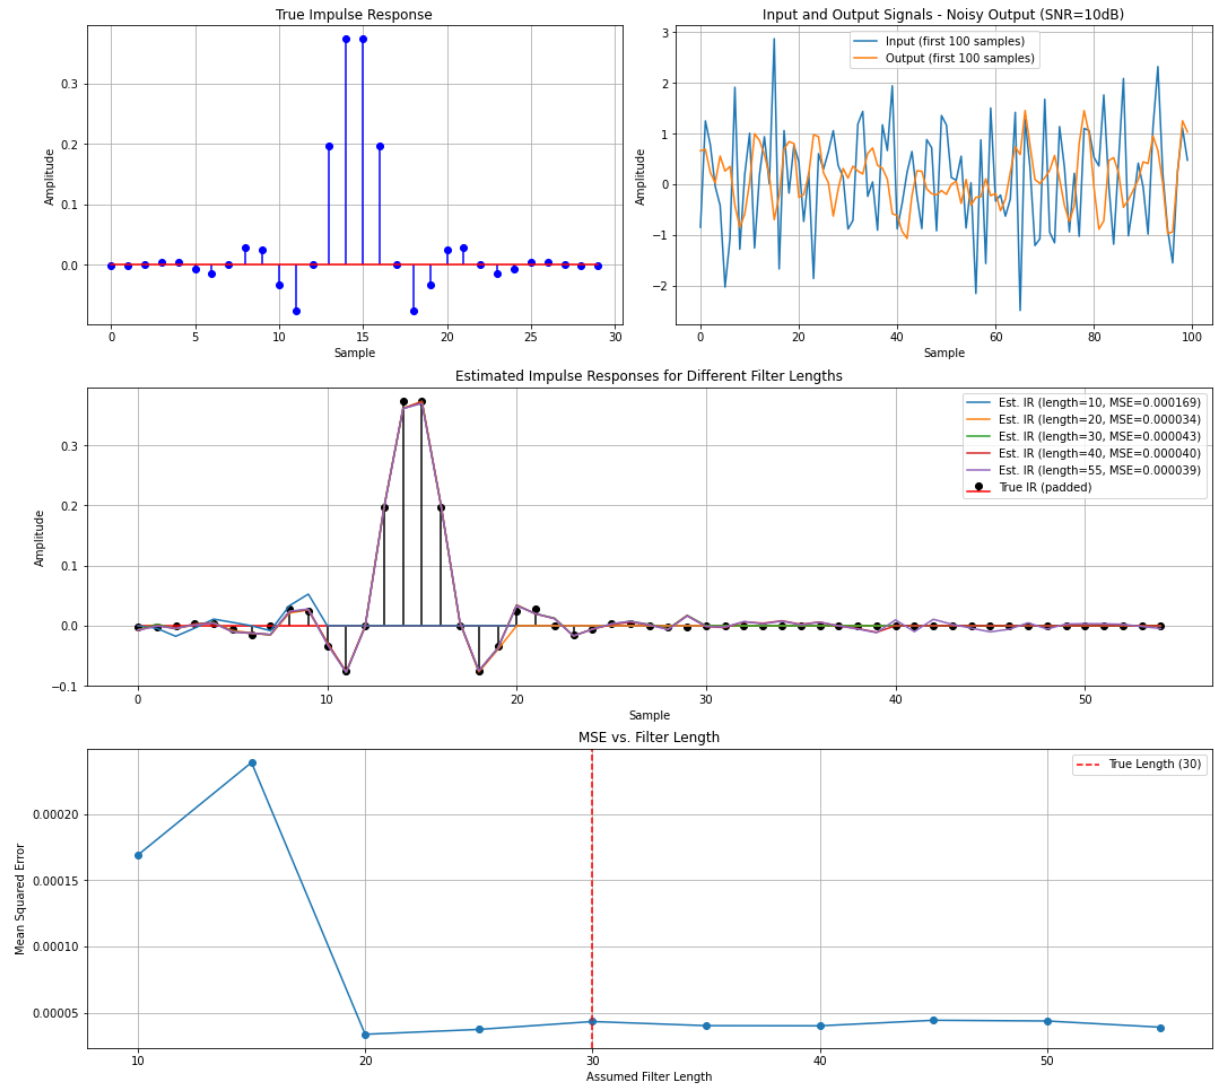 True Impulse Response
Amplitude
0.3
0.2
0.1
0.0
0
5
10
15
20
25
30
Sample
Input and Output Signals - Noisy Output (SNR=10dB)
Input (first 100 samples)
Output (first 100 samples)
Amplitude
3
2
1
0
−1
−2
0
20
40
60
80
100
Sample
Estimated Impulse Responses for Different Filter Lengths
Est. IR (length=10, MSE=0.000169)
Est. IR (length=20, MSE=0.000034)
Est. IR (length=30, MSE=0.000043)
Est. IR (length=40, MSE=0.000040)
Est. IR (length=55, MSE=0.000039)
True IR (padded)
Amplitude
0.3
0.2
0.1
0.0
−0.1
0
10
20
30
40
50
Sample
MSE vs. Filter Length
True Length (30)
Mean Squared Error
0.00020
0.00015
0.00010
0.00005
10
20
30
40
50
Assumed Filter Length